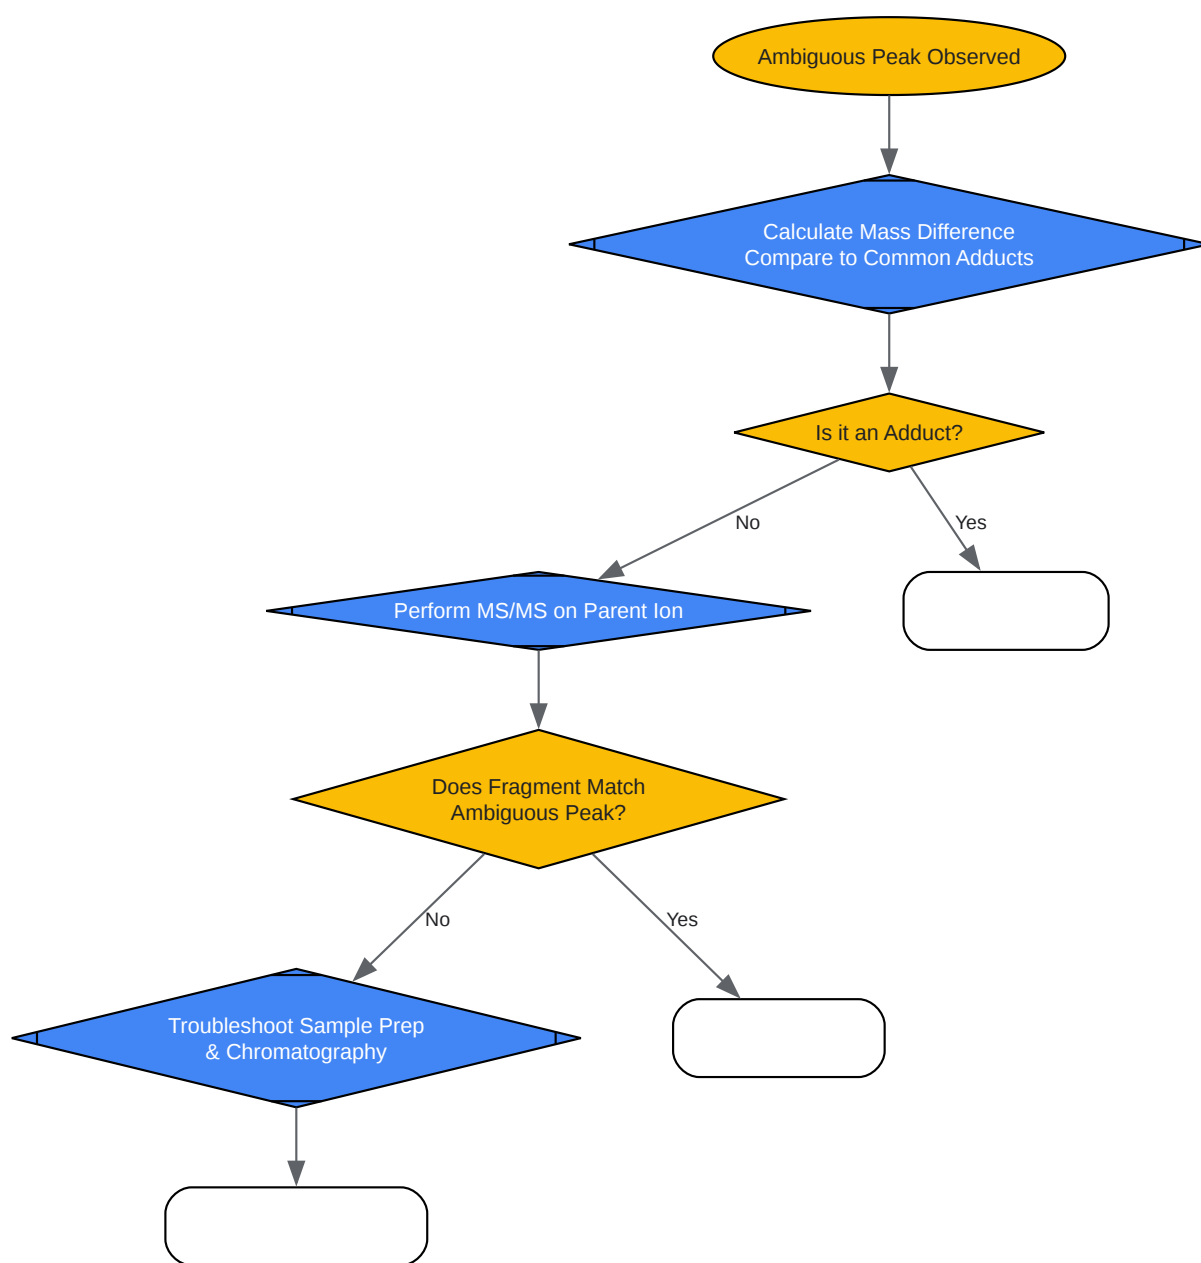 Ambiguous Peak Observed
Calculate Mass Difference
Compare to Common Adducts
Is it an Adduct?
No
Yes
Perform MS/MS on Parent Ion
Does Fragment Match
Ambiguous Peak?
No
Yes
Troubleshoot Sample Prep
& Chromatography